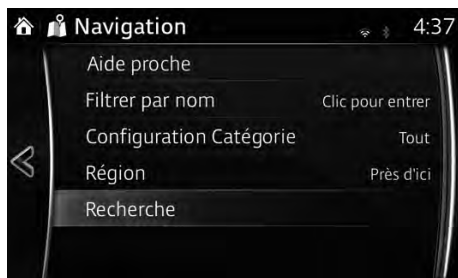 Navigation 4:37
Aide proche
Filtrer par nom Clic pour entrer
Configuration Catégorie Tout
Région Près d'ici
Recherche